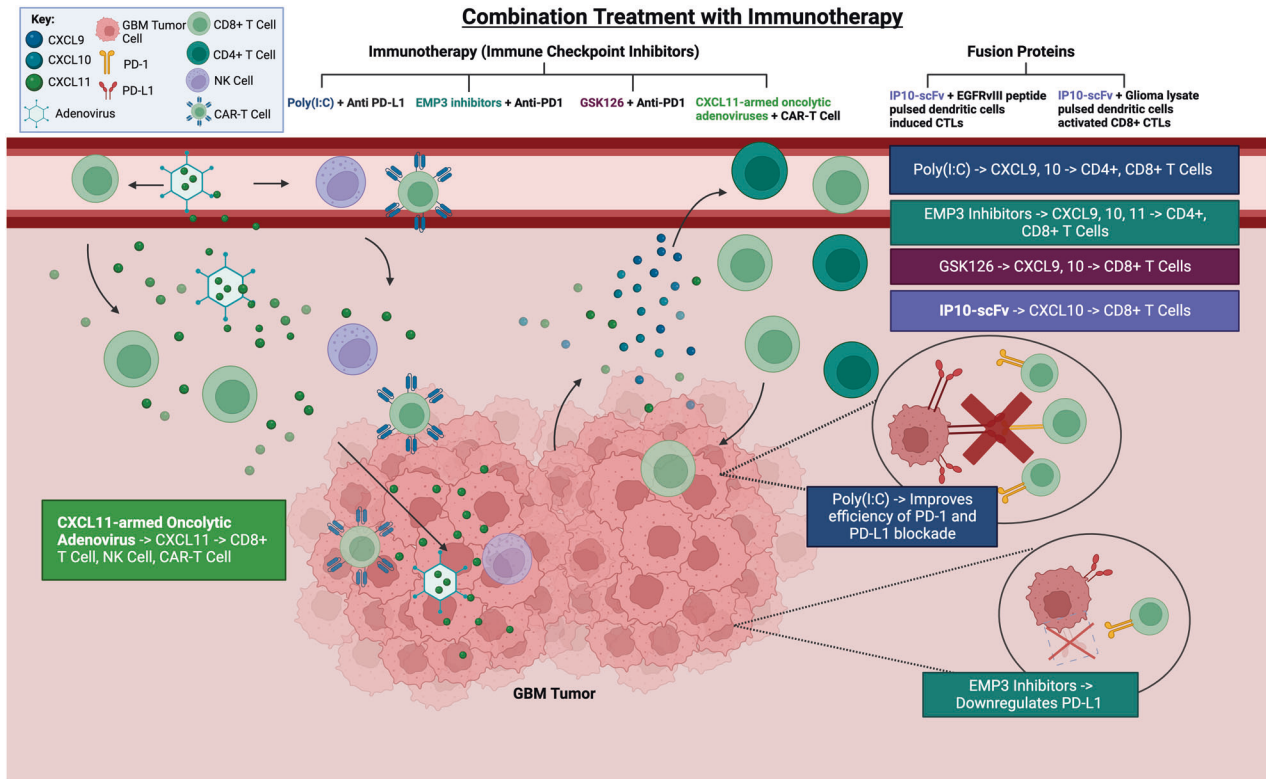 Combination Treatment with Immunotherapy
Key:
CXCL9
CXCL10
CXCL11
Adenovirus
GBM Tumor
Cell
PD-1
PD-L1
CD8+ T Cell
CD4+ T Cell
NK Cell
CAR-T Cell
Immunotherapy (Immune Checkpoint Inhibitors)
Poly(I:C) + Anti PD-L1
EMP3 inhibitors + Anti-PD1
GSK126 + Anti-PD1
CXCL11-armed oncolytic
adenoviruses + CAR-T Cell
Fusion Proteins
IP10-scFv + EGFRvIII peptide
pulsed dendritic cells
induced CTLs
IP10-scFv + Glioma lysate
pulsed dendritic cells
activated CD8+ CTLs
Poly(I:C) -> CXCL9, 10 -> CD4+, CD8+ T Cells
EMP3 Inhibitors -> CXCL9, 10, 11 -> CD4+,
CD8+ T Cells
GSK126 -> CXCL9, 10 -> CD8+ T Cells
IP10-scFv -> CXCL10 -> CD8+ T Cells
CXCL11-armed Oncolytic
Adenovirus -> CXCL11 -> CD8+
T Cell, NK Cell, CAR-T Cell
Poly(I:C) -> Improves
efficiency of PD-1 and
PD-L1 blockade
GBM Tumor
EMP3 Inhibitors ->
Downregulates PD-L1